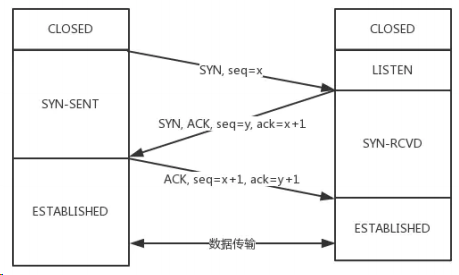 CLOSED
CLOSED
SYN, seq=x
LISTEN
SYN-SENT
SYN, ACK, seq=y, ack=x+1
SYN-RCVD
ACK, seq=x+1, ack=y+1
ESTABLISHED
ESTABLISHED
数据传输